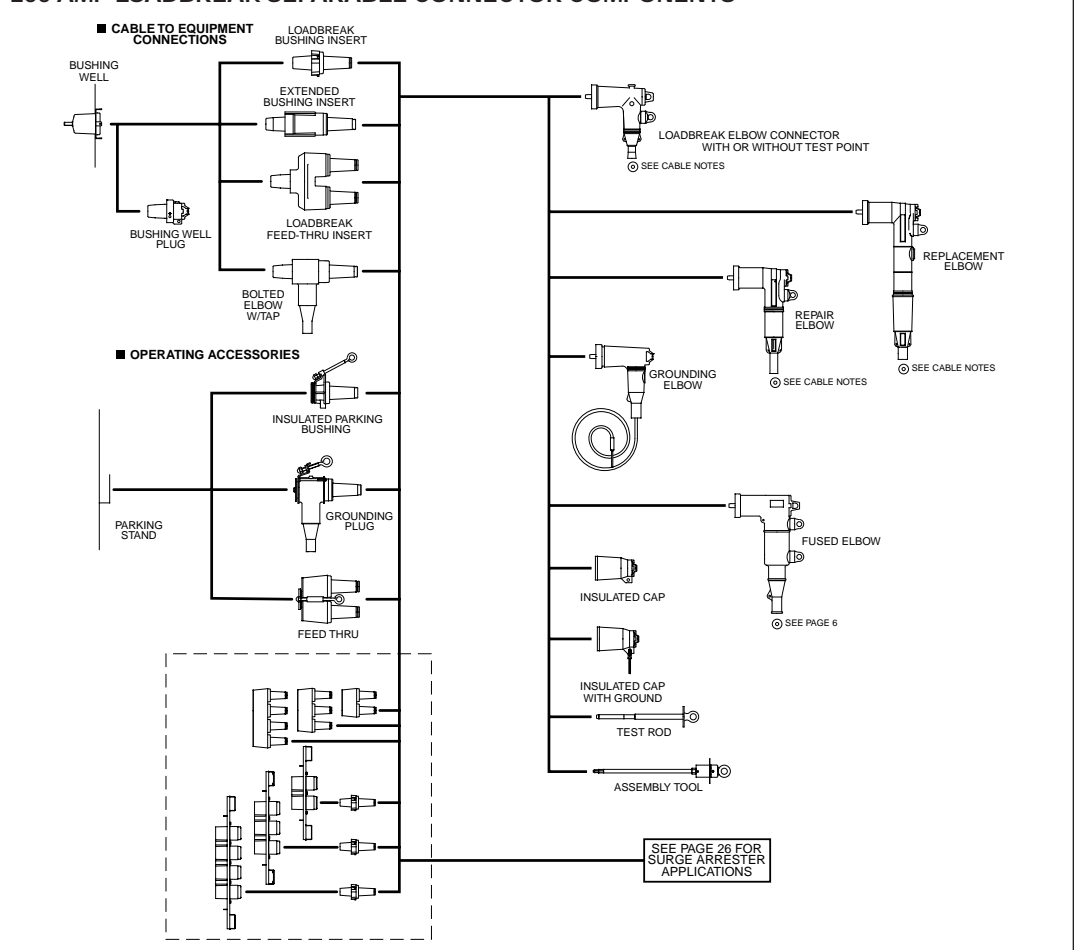 200 AMP LOADBREAK SEPARABLE CONNECTOR COMPONENTS
■ CABLE TO EQUIPMENT
CONNECTIONS
BUSHING
WELL
LOADBREAK
BUSHING INSERT
EXTENDED
BUSHING INSERT
BUSHING WELL
PLUG
LOADBREAK
FEED-THRU INSERT
BOLTED
ELBOW
W/TAP
■ OPERATING ACCESSORIES
INSULATED PARKING
BUSHING
PARKING
STAND
GROUNDING
PLUG
FEED THRU
LOADBREAK ELBOW CONNECTOR
WITH OR WITHOUT TEST POINT
SEE CABLE NOTES
REPLACEMENT
ELBOW
SEE CABLE NOTES
REPAIR
ELBOW
SEE CABLE NOTES
GROUNDING
ELBOW
FUSED ELBOW
SEE PAGE 6
INSULATED CAP
INSULATED CAP
WITH GROUND
TEST ROD
ASSEMBLY TOOL
SEE PAGE 26 FOR
SURGE ARRESTER
APPLICATIONS